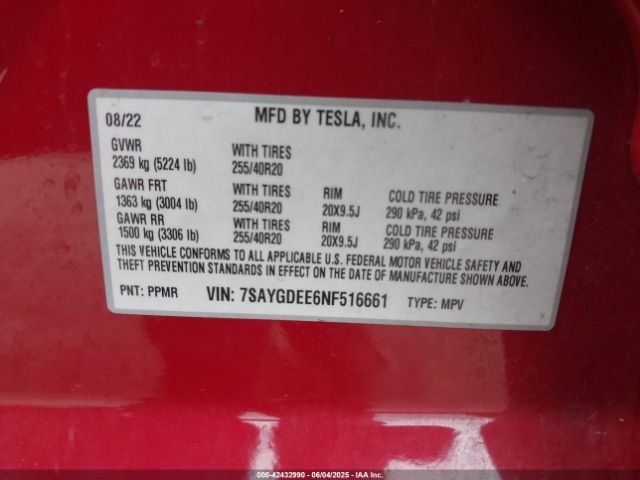 08/22 MFD BY TESLA, INC.
GVWR WITH TIRES
2369 kg (5224 lb) 255/40R20
GAWR FRT WITH TIRES RIM COLD TIRE PRESSURE
1363 kg (3004 lb) 255/40R20 20X9.5J 290 kPa, 42 psi
GAWR RR WITH TIRES RIM COLD TIRE PRESSURE
1500 kg (3306 lb) 255/40R20 20X9.5J 290 kPa, 42 psi
THIS VEHICLE CONFORMS TO ALL APPLICABLE U.S. FEDERAL MOTOR VEHICLE SAFETY AND
THEFT PREVENTION STANDARDS IN EFFECT ON THE DATE OF MANUFACTURE SHOWN ABOVE.
PNT: PPMR VIN: 7SAYGDEE6NF516661 TYPE: MPV
000-42432990 - 06/04/2025 - IAA Inc.